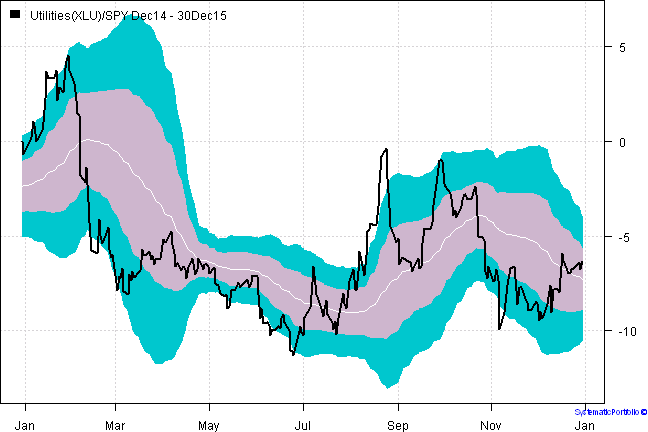 Utilities(XLU)/SPY Dec14 - 30Dec15
5
0
-5
-10
SystematicPortfolio ©
Jan Mar May Jul Sep Nov Jan